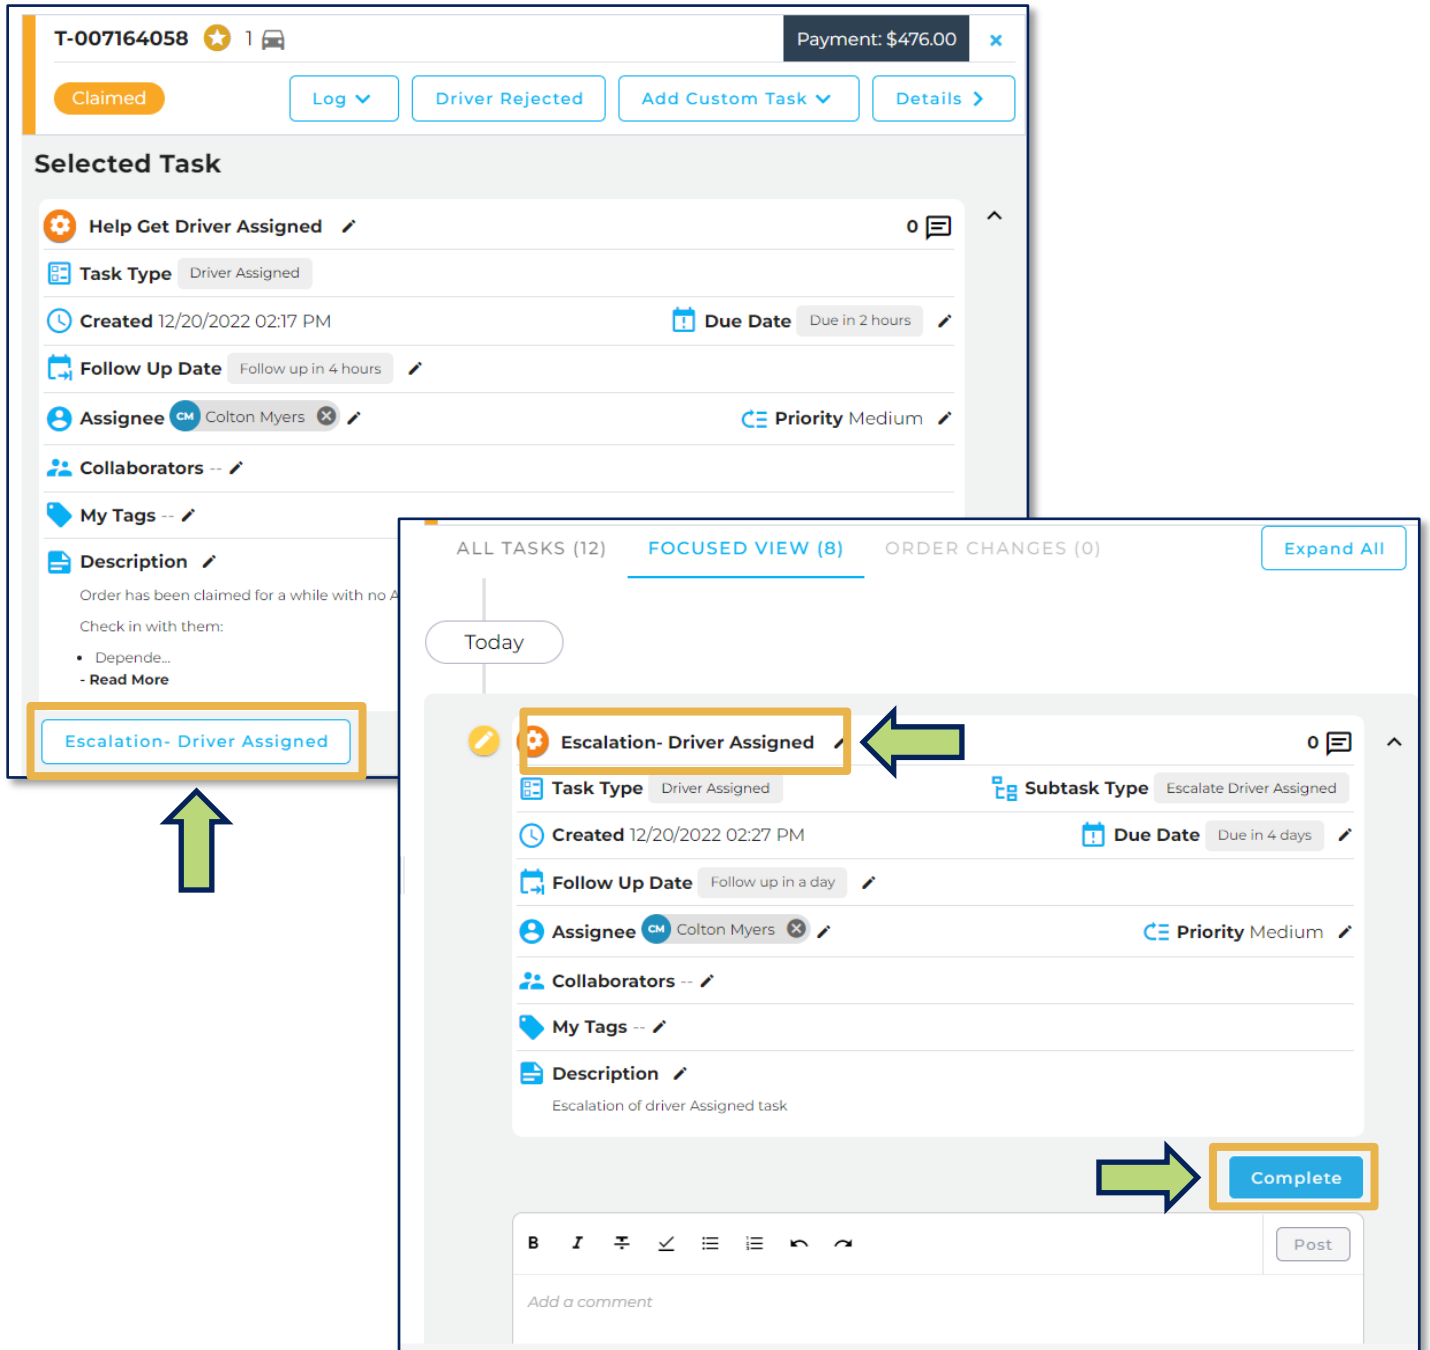 T-007164058 1 Payment: $476.00 ×
Claimed Log Driver Rejected Add Custom Task Details
Selected Task
Help Get Driver Assigned 0
Task Type Driver Assigned
Created 12/20/2022 02:17 PM Due Date Due in 2 hours
Follow Up Date Follow up in 4 hours
Assignee CM Colton Myers Priority Medium
Collaborators --
My Tags --
Description
Order has been claimed for a while with no A
Check in with them:
• Depende...
- Read More
Escalation- Driver Assigned
ALL TASKS (12) FOCUSED VIEW (8) ORDER CHANGES (0) Expand All
Today
Escalation- Driver Assigned 0
Task Type Driver Assigned Subtask Type Escalate Driver Assigned
Created 12/20/2022 02:27 PM Due Date Due in 4 days
Follow Up Date Follow up in a day
Assignee CM Colton Myers Priority Medium
Collaborators --
My Tags --
Description
Escalation of driver Assigned task
Complete
B I T Post
Add a comment